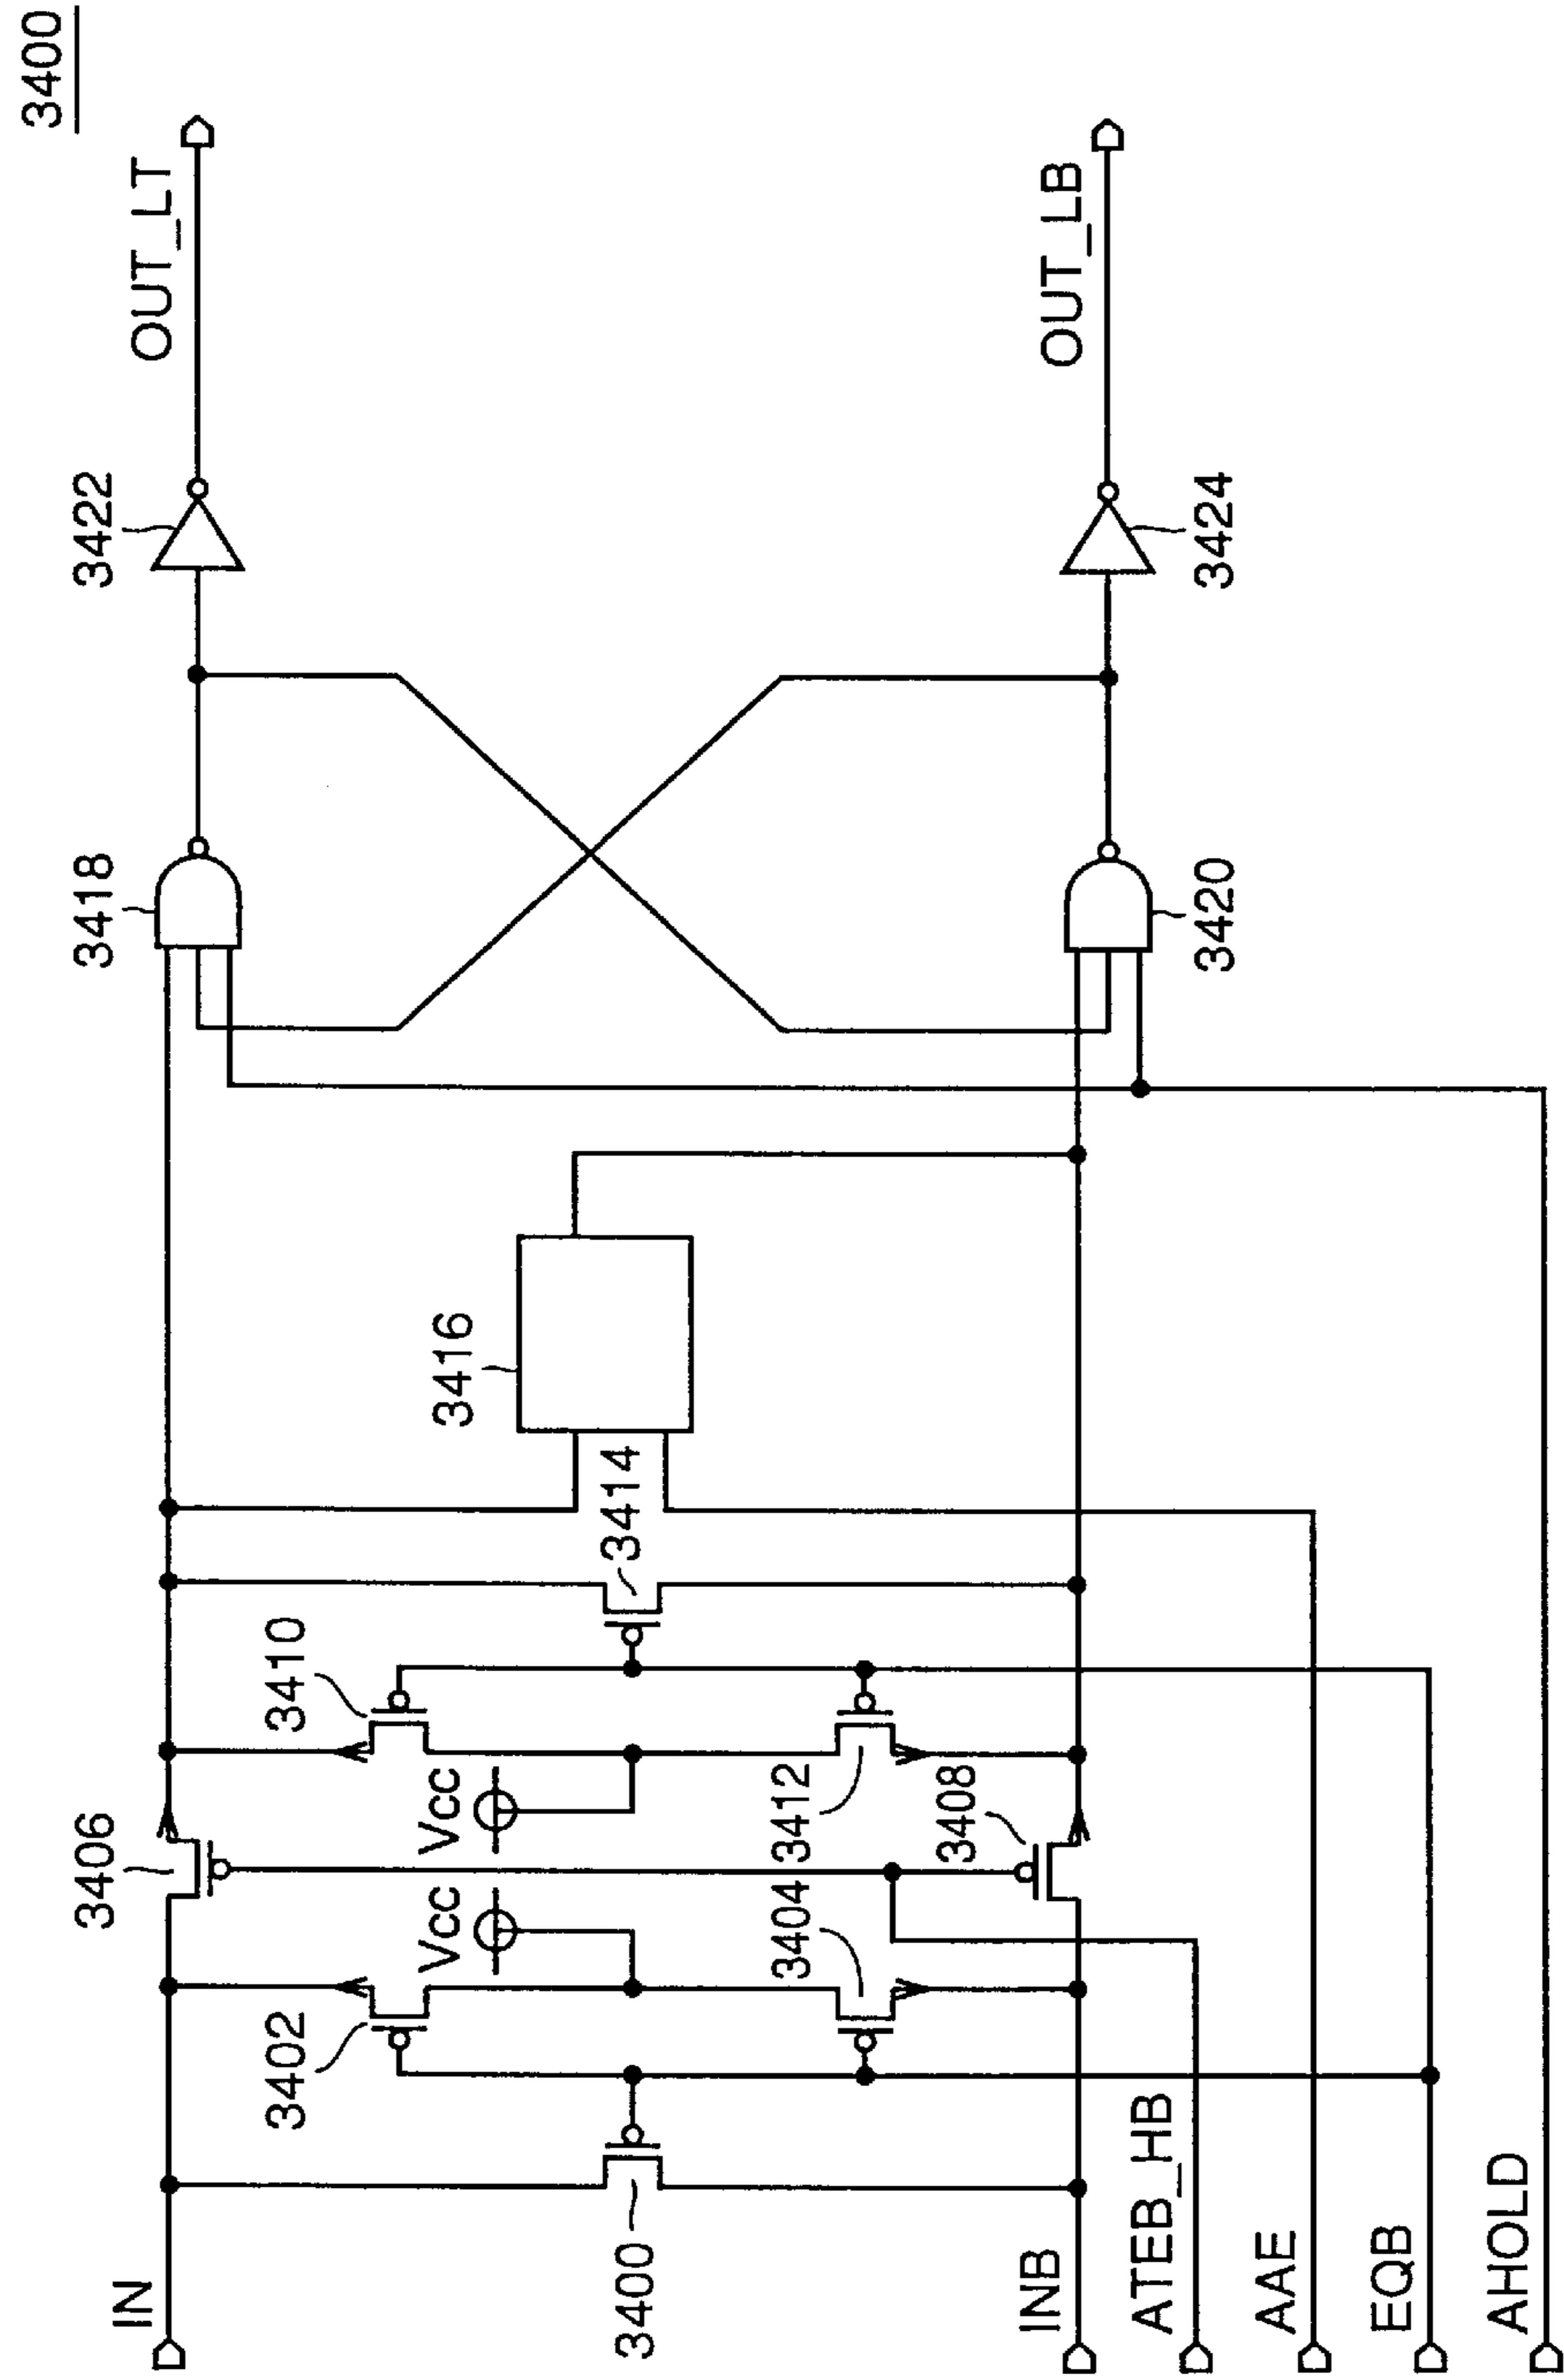 3400
OUT_LT
OUT_LB
3422
3424
3418
3420
3416
3414
3410
3412
3408
3406
Vcc
Vcc
3404
3402
3400
IN
INB
ATEB_HB
AAE
EQB
AHOLD